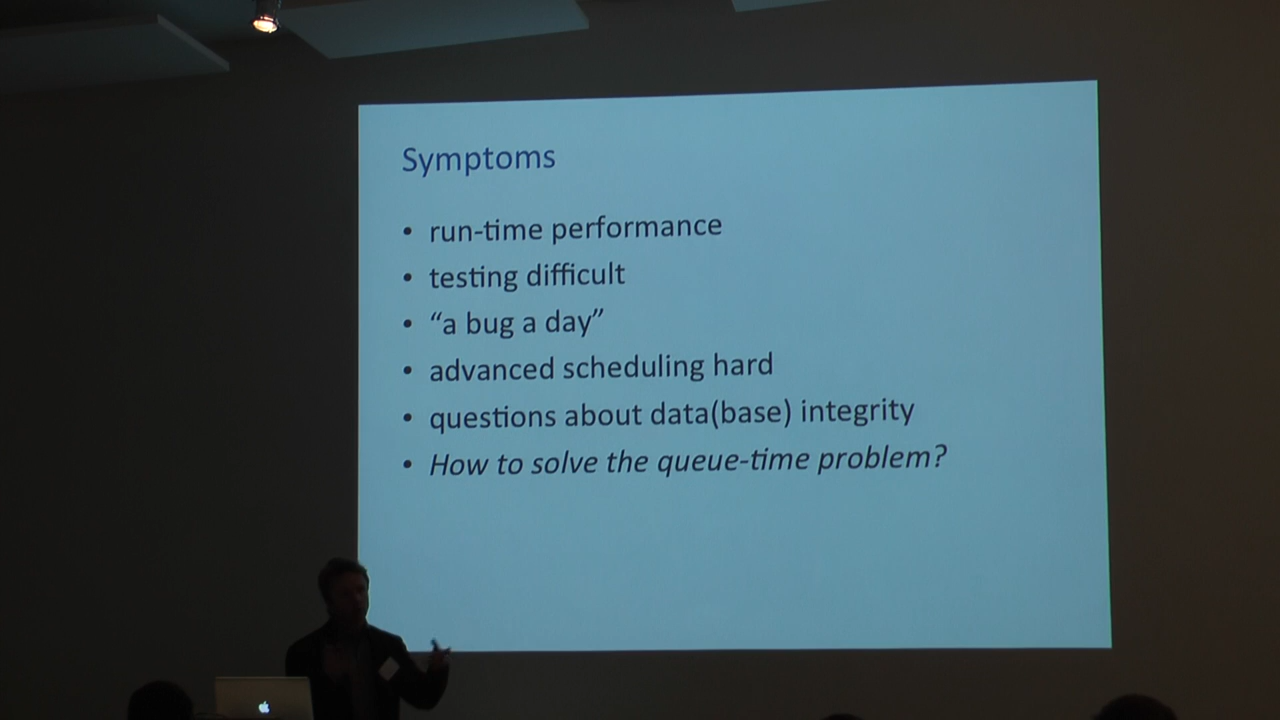 Symptoms
• run-time performance
• testing difficult
• “a bug a day”
• advanced scheduling hard
• questions about data(base) integrity
• How to solve the queue-time problem?